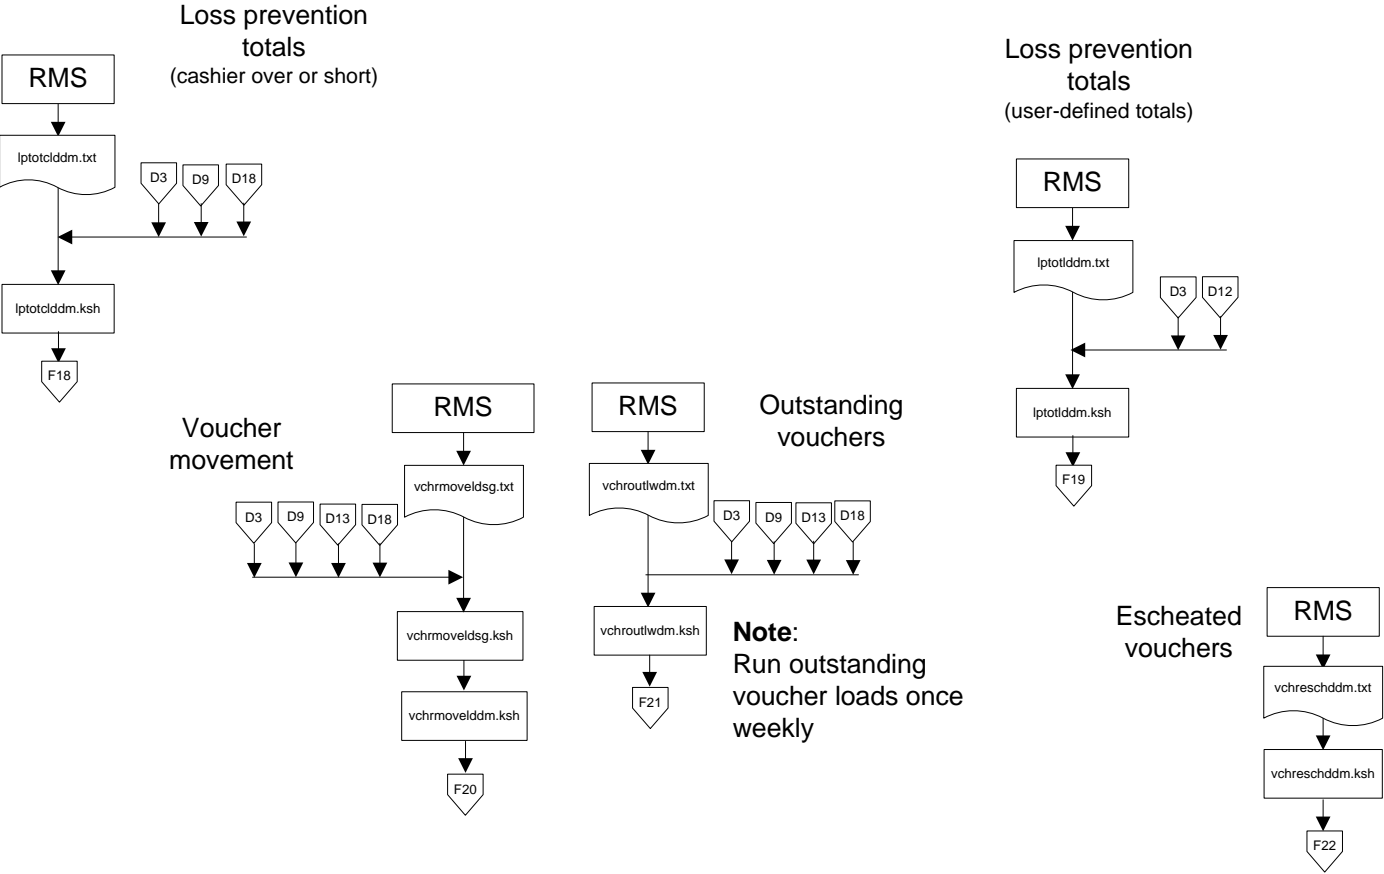 Loss prevention
totals
(cashier over or short)
RMS
lptotclddm.txt
D3
D9
D18
lptotclddm.ksh
F18
Loss prevention
totals
(user-defined totals)
RMS
lptotlddm.txt
D3
D12
lptotlddm.ksh
F19
Voucher
movement
RMS
vchrmoveldsg.txt
D3
D9
D13
D18
vchrmoveldsg.ksh
vchrmovelddm.ksh
F20
Outstanding
vouchers
RMS
vchroutlwdm.txt
D3
D9
D13
D18
vchroutlwdm.ksh
F21
Note:
Run outstanding
voucher loads once
weekly
Escheated
vouchers
RMS
vchreschddm.txt
vchreschddm.ksh
F22